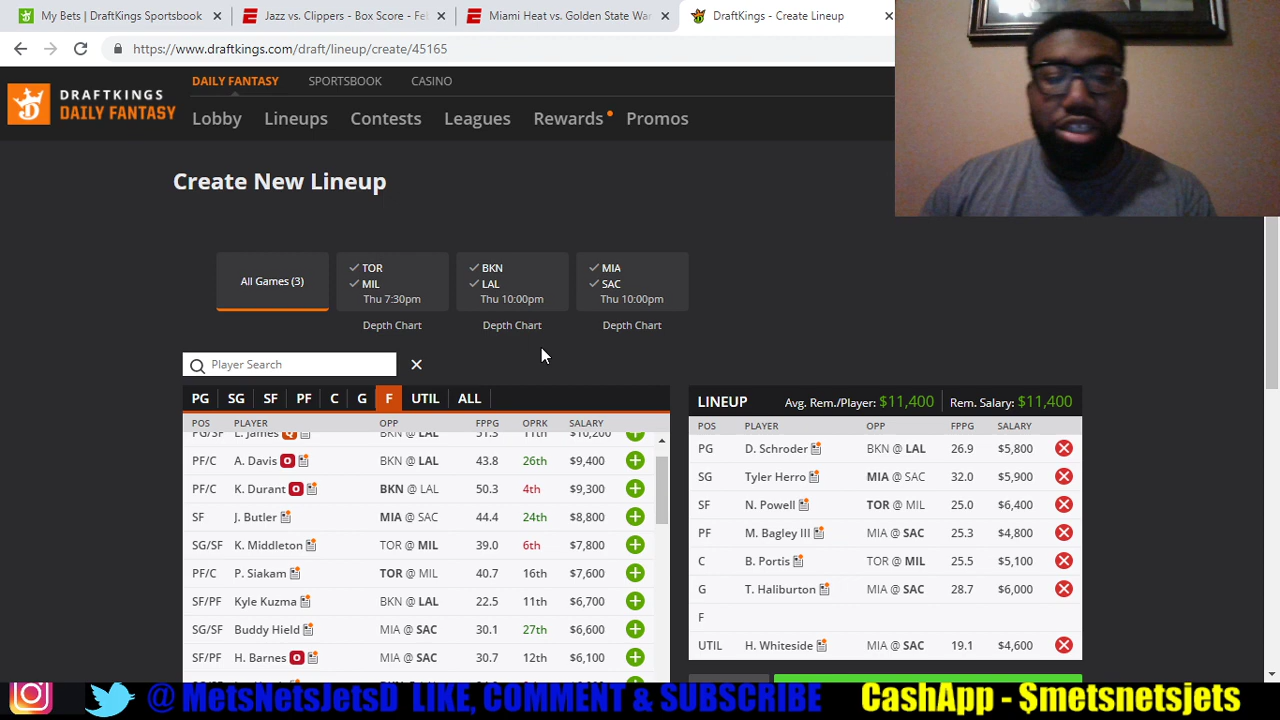 My Bets | DraftKings Sportsbook
Jazz vs. Clippers - Box Score - Fe
Miami Heat vs. Golden State War
DraftKings - Create Lineup
https://www.draftkings.com/draft/lineup/create/45165
DRAFTKINGS
DAILY FANTASY
DAILY FANTASY SPORTSBOOK CASINO
Lobby Lineups Contests Leagues Rewards Promos
Create New Lineup
All Games (3)
TOR
MIL
Thu 7:30pm
Depth Chart
BKN
LAL
Thu 10:00pm
Depth Chart
MIA
SAC
Thu 10:00pm
Depth Chart
Player Search
PG SG SF PF C G F UTIL ALL
POS PLAYER OPP FPPG OPRK SALARY
PG/SF L. James Q BKN @ LAL 51.3 11th $10,200
PF/C A. Davis O BKN @ LAL 43.8 26th $9,400
PF/C K. Durant O BKN @ LAL 50.3 4th $9,300
SF J. Butler MIA @ SAC 44.4 24th $8,800
SG/SF K. Middleton TOR @ MIL 39.0 6th $7,800
PF/C P. Siakam TOR @ MIL 40.7 16th $7,600
SF/PF Kyle Kuzma BKN @ LAL 22.5 11th $6,700
SG/SF Buddy Hield MIA @ SAC 30.1 27th $6,600
SF/PF H. Barnes O MIA @ SAC 30.7 12th $6,100
LINEUP Avg. Rem./Player: $11,400 Rem. Salary: $11,400
POS PLAYER OPP FPPG SALARY
PG D. Schroder BKN @ LAL 26.9 $5,800
SG Tyler Herro MIA @ SAC 32.0 $5,900
SF N. Powell TOR @ MIL 25.0 $6,400
PF M. Bagley III MIA @ SAC 25.3 $4,800
C B. Portis TOR @ MIL 25.5 $5,100
G T. Haliburton MIA @ SAC 28.7 $6,000
F
UTIL H. Whiteside MIA @ SAC 19.1 $4,600
@ MetsNetsJetsD LIKE, COMMENT & SUBSCRIBE CashApp - $metsnetsjets